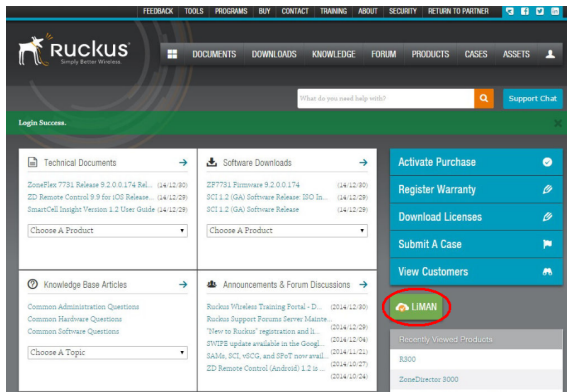 FEEDBACK TOOLS PROGRAMS BUY CONTACT TRAINING ABOUT SECURITY RETURN TO PARTNER
Ruckus
Simply Better Wireless.
DOCUMENTS DOWNLOADS KNOWLEDGE FORUM PRODUCTS CASES ASSETS
What do you need help with?
Support Chat
Login Success.
Technical Documents
ZoneFlex 7731 Release 9.2.0.0.174 Rel... (14/12/30)
ZD Remote Control 9.9 for iOS Release... (14/12/29)
SmartCell Insight Version 1.2 User Guide (14/12/29)
Choose A Product
Software Downloads
ZF7731 Firmware 9.2.0.0.174 (14/12/30)
SCI 1.2 (GA) Software Release: ISO In... (14/12/29)
SCI 1.2 (GA) Software Release (14/12/29)
Choose A Product
Activate Purchase
Register Warranty
Download Licenses
Submit A Case
View Customers
Knowledge Base Articles
Common Administration Questions
Common Hardware Questions
Common Software Questions
Choose A Topic
Announcements & Forum Discussions
Ruckus Wireless Training Portal - D... (2014/12/30)
Ruckus Support Forums Server Mainte... (2014/12/29)
"New to Ruckus" registration and li... (2014/12/04)
SWIPE update available in the Googl... (2014/11/21)
SAMs, SCI, vSCG, and SPoT now avail... (2014/10/27)
ZD Remote Control (Android) 1.2 is ... (2014/10/24)
LiMAN
Recently Viewed Products
R300
ZoneDirector 3000